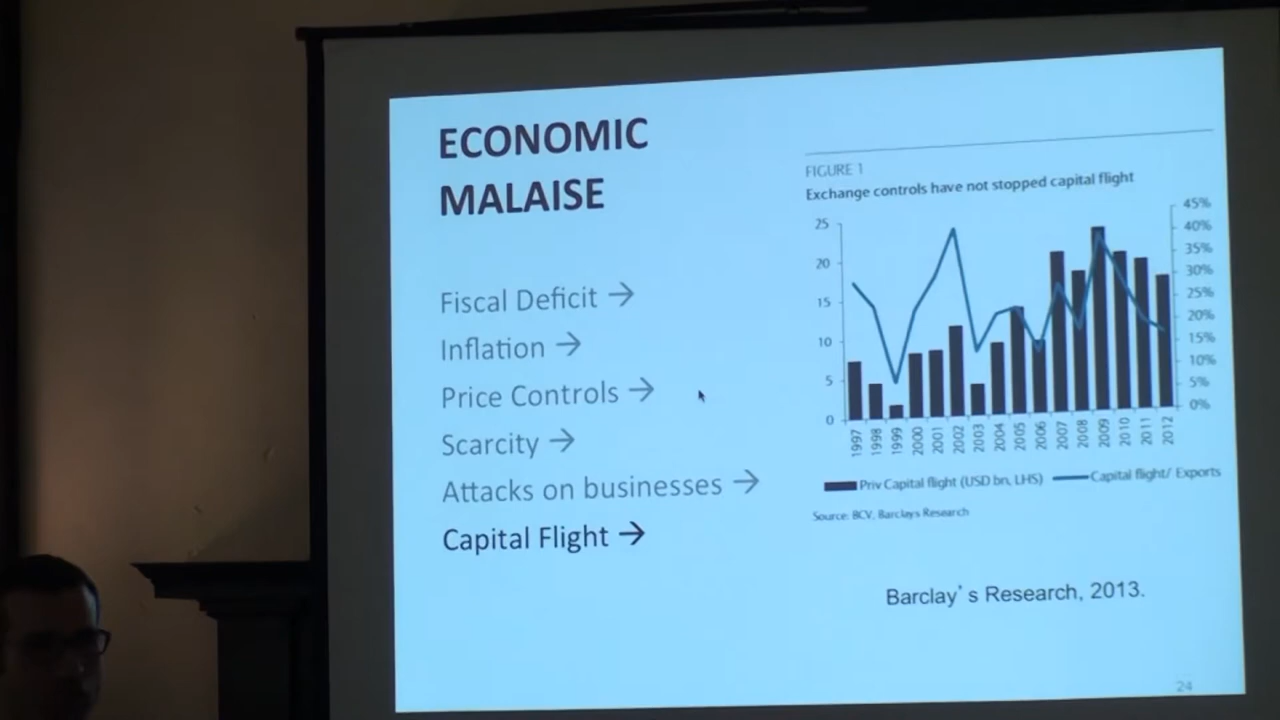 ECONOMIC
MALAISE
Fiscal Deficit →
Inflation →
Price Controls →
Scarcity →
Attacks on businesses →
Capital Flight →
FIGURE 1
Exchange controls have not stopped capital flight
25
20
15
10
5
0
45%
40%
35%
30%
25%
20%
15%
10%
5%
0%
1997 1998 1999 2000 2001 2002 2003 2004 2005 2006 2007 2008 2009 2010 2011 2012
Priv Capital flight (USD bn, LHS) Capital flight/ Exports
Source: BCV, Barclays Research
Barclay's Research, 2013.
24